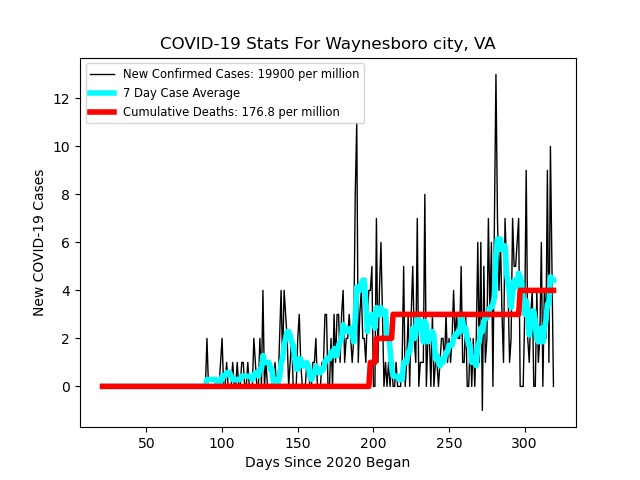 COVID-19 Stats For Waynesboro city, VA
New Confirmed Cases: 19900 per million
7 Day Case Average
Cumulative Deaths: 176.8 per million
New COVID-19 Cases
12
10
8
6
4
2
0
50 100 150 200 250 300
Days Since 2020 Began